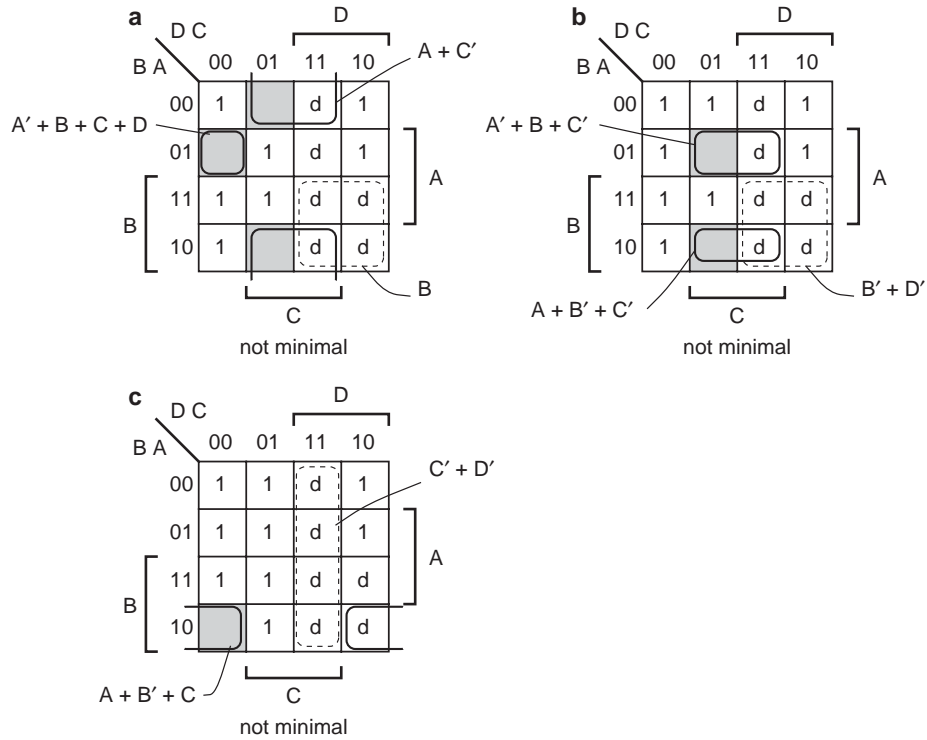 a
D
D C
B A
00 01 11 10
A + C′
00 1 d 1
A′ + B + C + D
01 1 d 1
A
11 1 1 d d
B
10 1 d d
B
C
not minimal
b
D
D C
B A
00 01 11 10
00 1 1 d 1
A′ + B + C′
01 1 d 1
A
11 1 1 d d
B
10 1 d d
B′ + D′
A + B′ + C′
C
not minimal
c
D
D C
B A
00 01 11 10
C′ + D′
00 1 1 d 1
01 1 1 d 1
A
11 1 1 d d
B
10 1 d d
A + B′ + C
C
not minimal